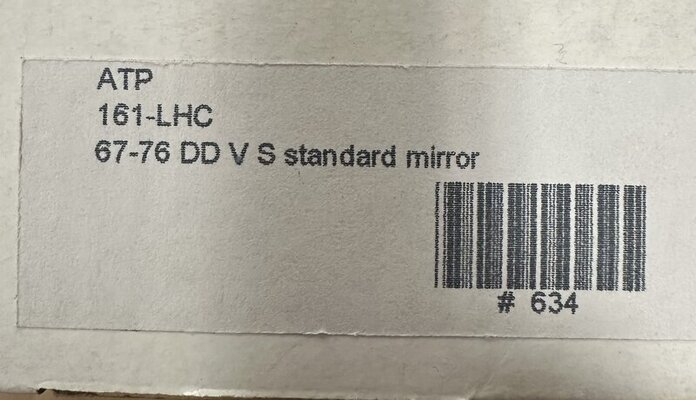 ATP
161-LHC
67-76 DD V S standard mirror
# 634